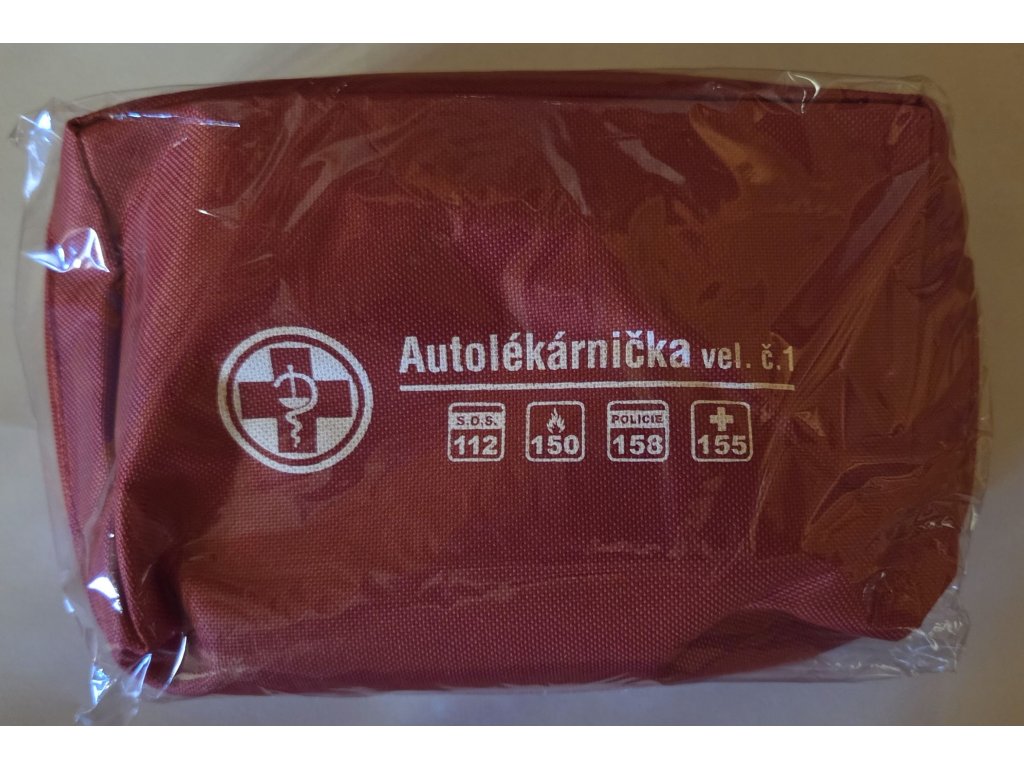 Autolékárnička vel. č.1
S.O.S. POLICIE
112 150 158 155